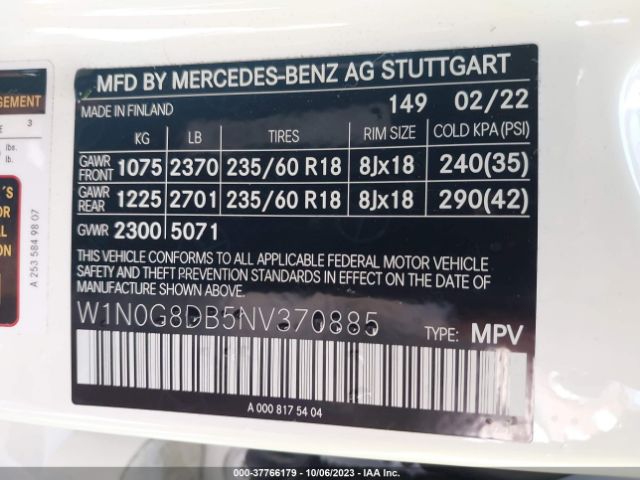 MFD BY MERCEDES-BENZ AG STUTTGART
MADE IN FINLAND 149 02/22
KG LB TIRES RIM SIZE COLD KPA (PSI)
GAWR FRONT 1075 2370 235/60 R18 8Jx18 240(35)
GAWR REAR 1225 2701 235/60 R18 8Jx18 290(42)
GVWR 2300 5071
THIS VEHICLE CONFORMS TO ALL APPLICABLE FEDERAL MOTOR VEHICLE
SAFETY AND THEFT PREVENTION STANDARDS IN EFFECT ON THE DATE OF
MANUFACTURE SHOWN ABOVE.
W1N0G8DB5NV370885 TYPE: MPV
A 000 817 54 04
A 253 584 98 07
GEMENT
3
lbs.
lb.
000-37766179 - 10/06/2023 - IAA Inc.